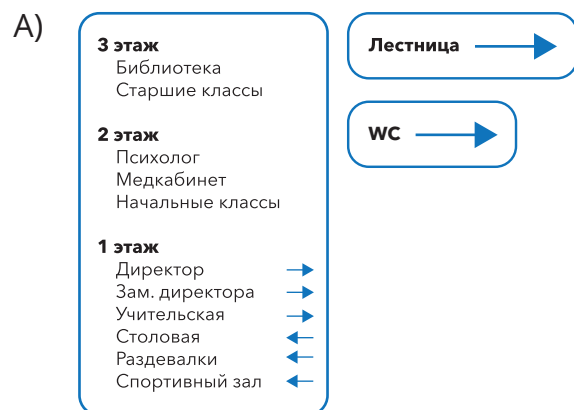 А)
3 этаж
Библиотека
Старшие классы
2 этаж
Психолог
Медкабинет
Начальные классы
1 этаж
Директор
Зам. директора
Учительская
Столовая
Раздевалки
Спортивный зал
Лестница
WC